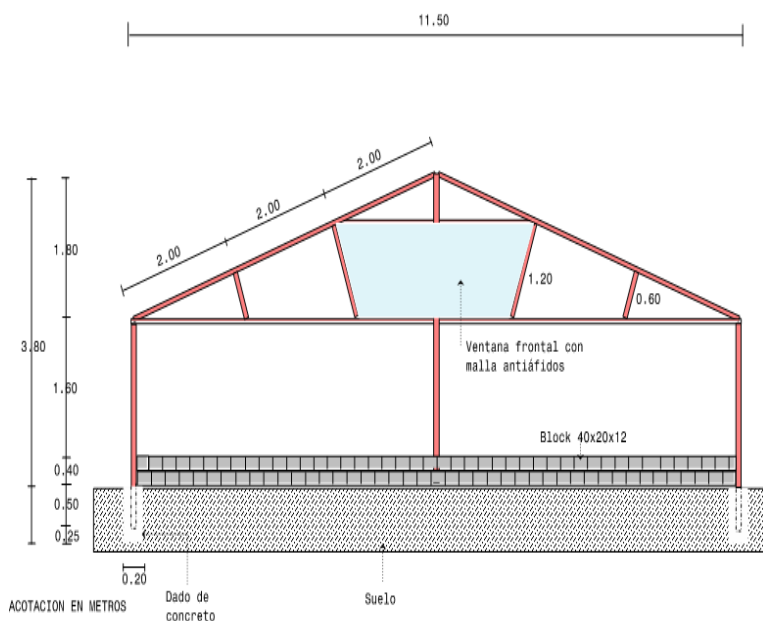 11.50
2.00
2.00
2.00
1.80
1.20
0.60
3.80
Ventana frontal con
malla antiáfidos
1.60
Block 40x20x12
0.40
0.50
0.25
0.20
ACOTACION EN METROS
Dado de
concreto
Suelo